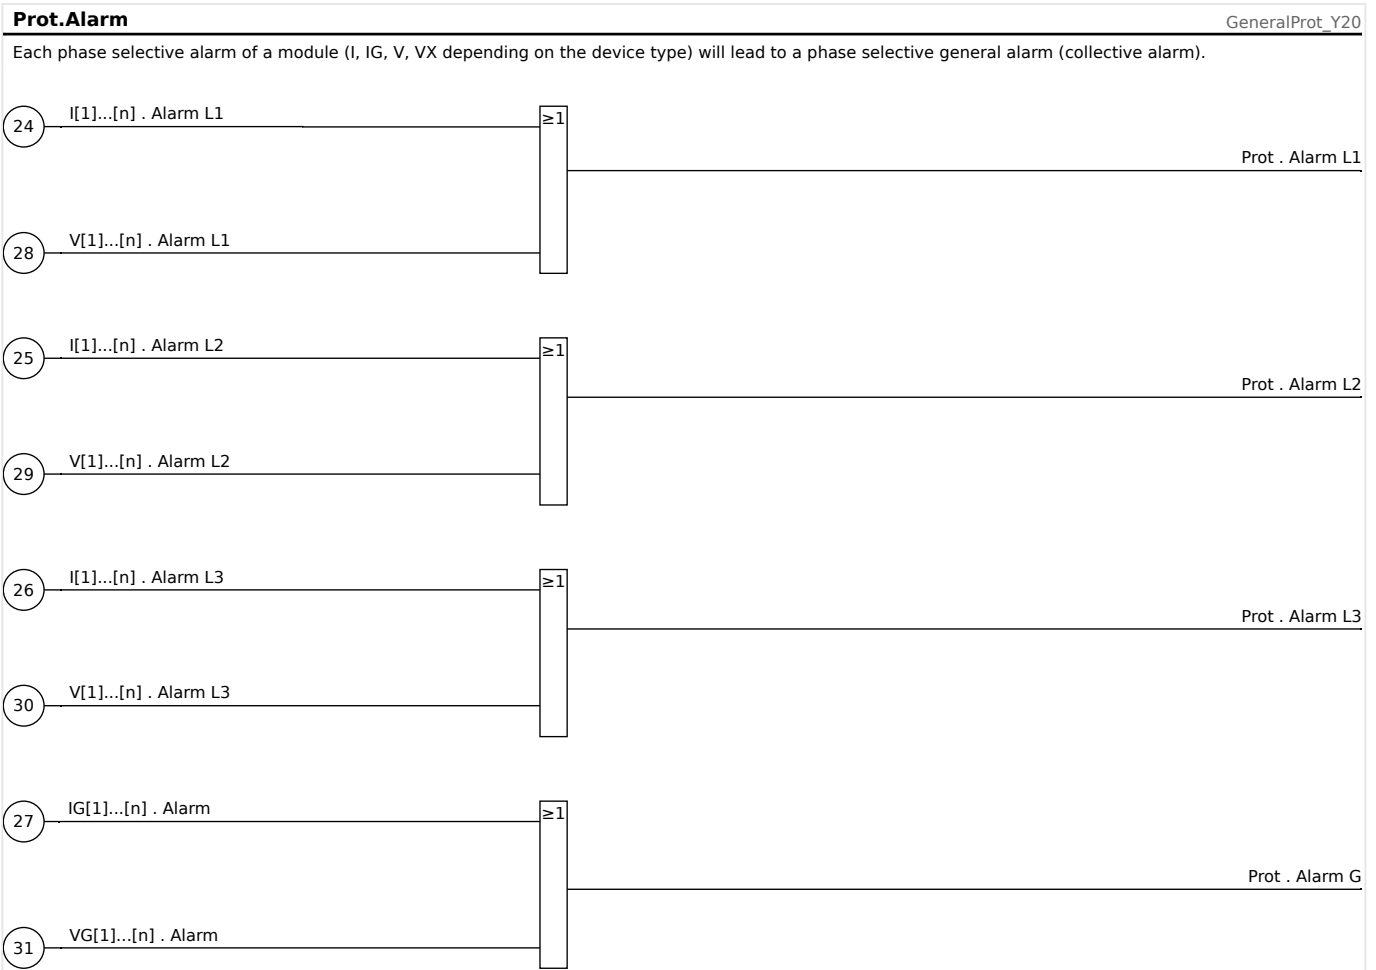 Prot.Alarm
GeneralProt_Y20
Each phase selective alarm of a module (I, IG, V, VX depending on the device type) will lead to a phase selective general alarm (collective alarm).
24
I[1]...[n] . Alarm L1
≥1
Prot . Alarm L1
28
V[1]...[n] . Alarm L1
25
I[1]...[n] . Alarm L2
≥1
Prot . Alarm L2
29
V[1]...[n] . Alarm L2
26
I[1]...[n] . Alarm L3
≥1
Prot . Alarm L3
30
V[1]...[n] . Alarm L3
27
IG[1]...[n] . Alarm
≥1
Prot . Alarm G
31
VG[1]...[n] . Alarm